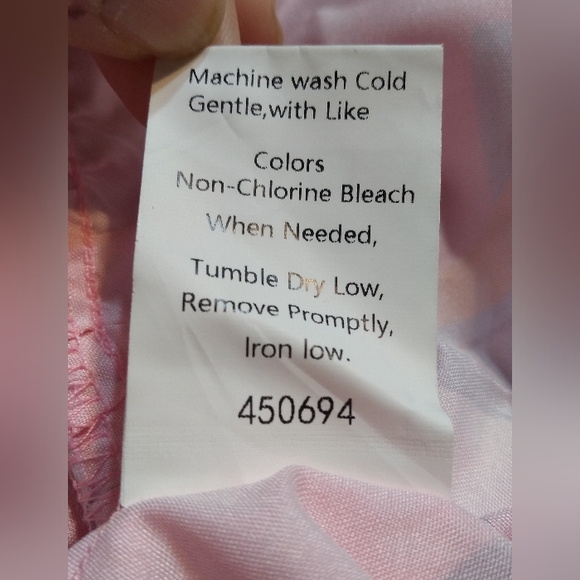 Machine wash Cold
Gentle,with Like
Colors
Non-Chlorine Bleach
When Needed,
Tumble Dry Low,
Remove Promptly,
Iron low.
450694